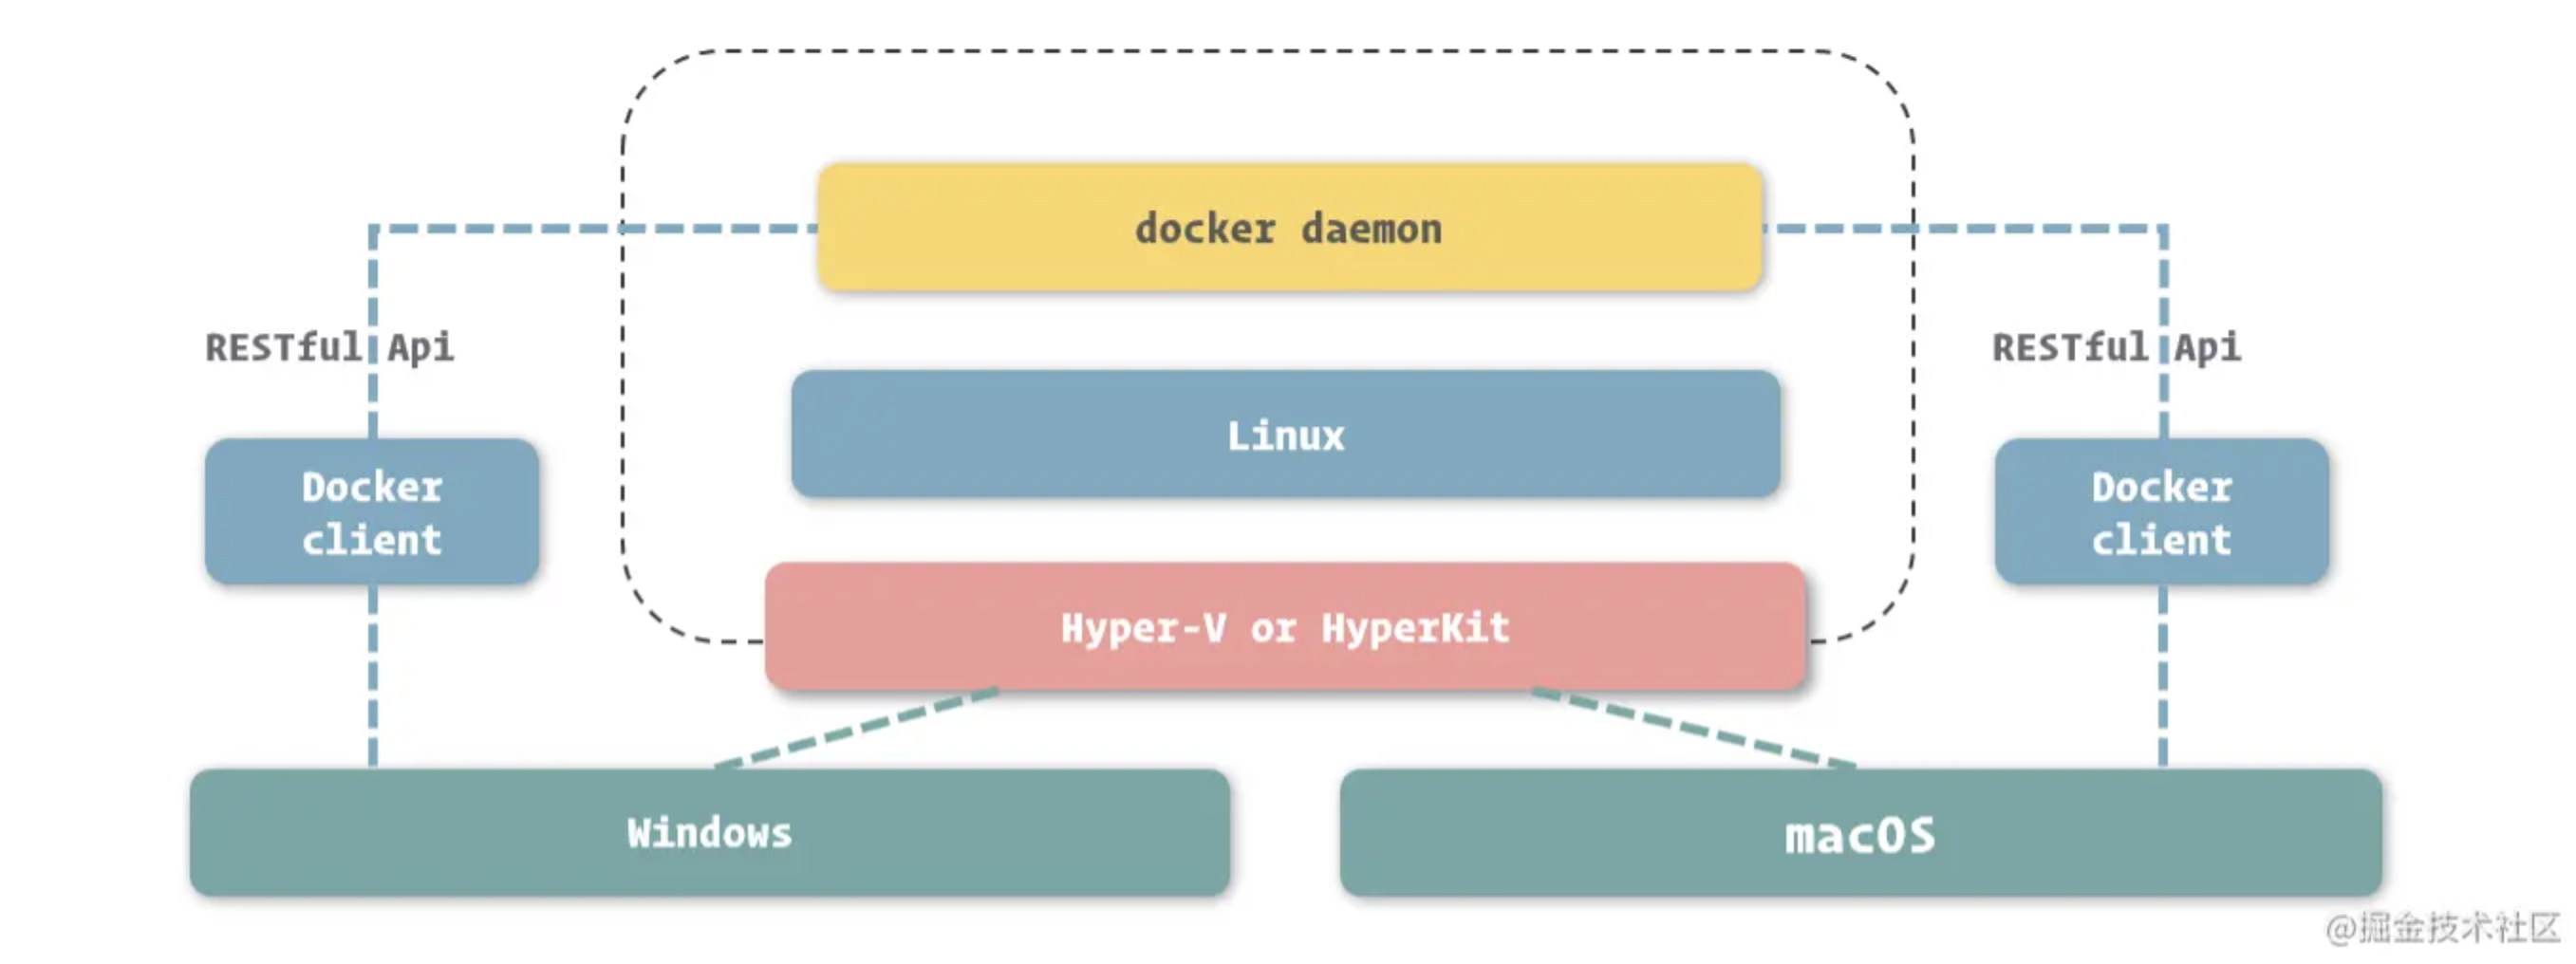 docker daemon
RESTful Api
RESTful Api
Linux
Docker
client
Docker
client
Hyper-V or HyperKit
Windows
macOS
@掘金技术社区